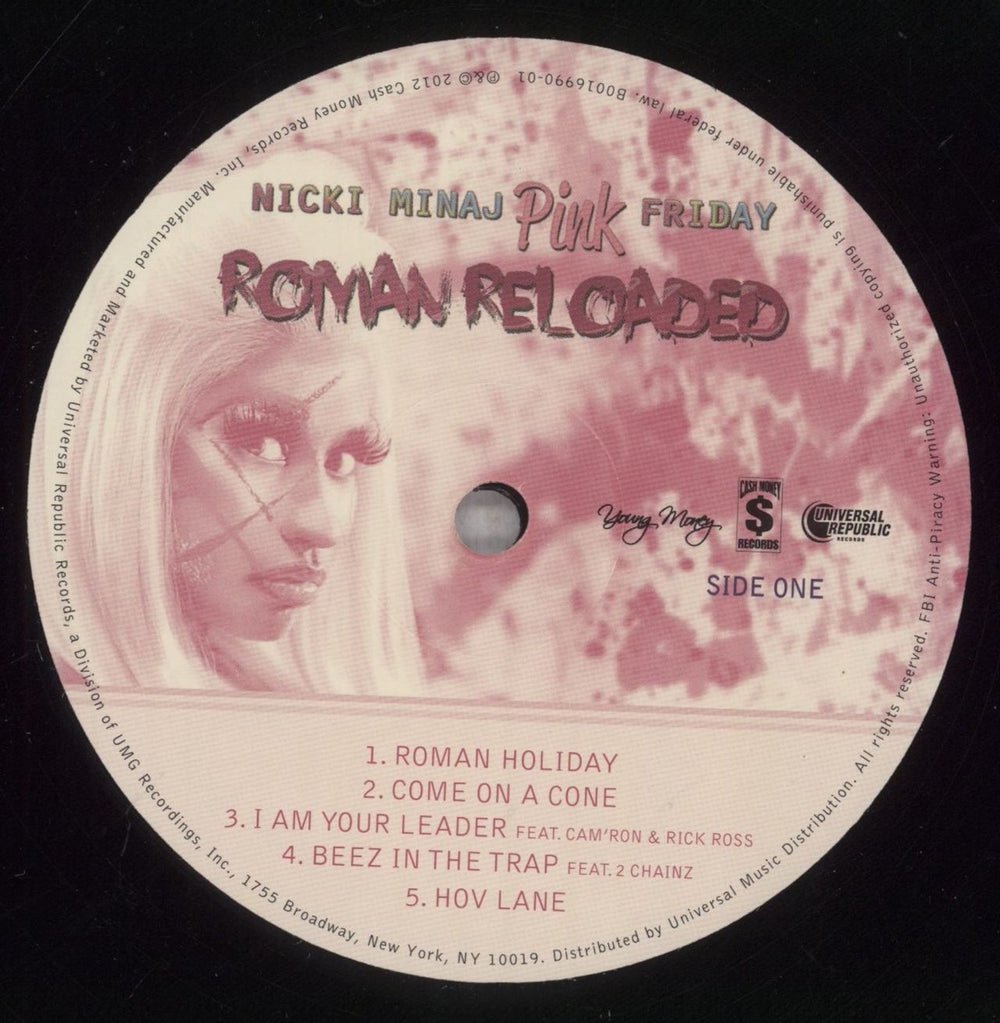 NICKI MINAJ Pink FRIDAY
ROMAN RELOADED
Young Money
CASH MONEY
$
RECORDS
UNIVERSAL
REPUBLIC
RECORDS
SIDE ONE
1. ROMAN HOLIDAY
2. COME ON A CONE
3. I AM YOUR LEADER FEAT. CAM'RON & RICK ROSS
4. BEEZ IN THE TRAP FEAT. 2 CHAINZ
5. HOV LANE
℗&© 2012 Cash Money Records, Inc. Manufactured and Marketed by Universal Republic Records, a Division of UMG Recordings, Inc., 1755 Broadway, New York, NY 10019. Distributed by Universal Music Distribution. All rights reserved. FBI Anti-Piracy Warning: Unauthorized copying is punishable under federal law. B0016990-01